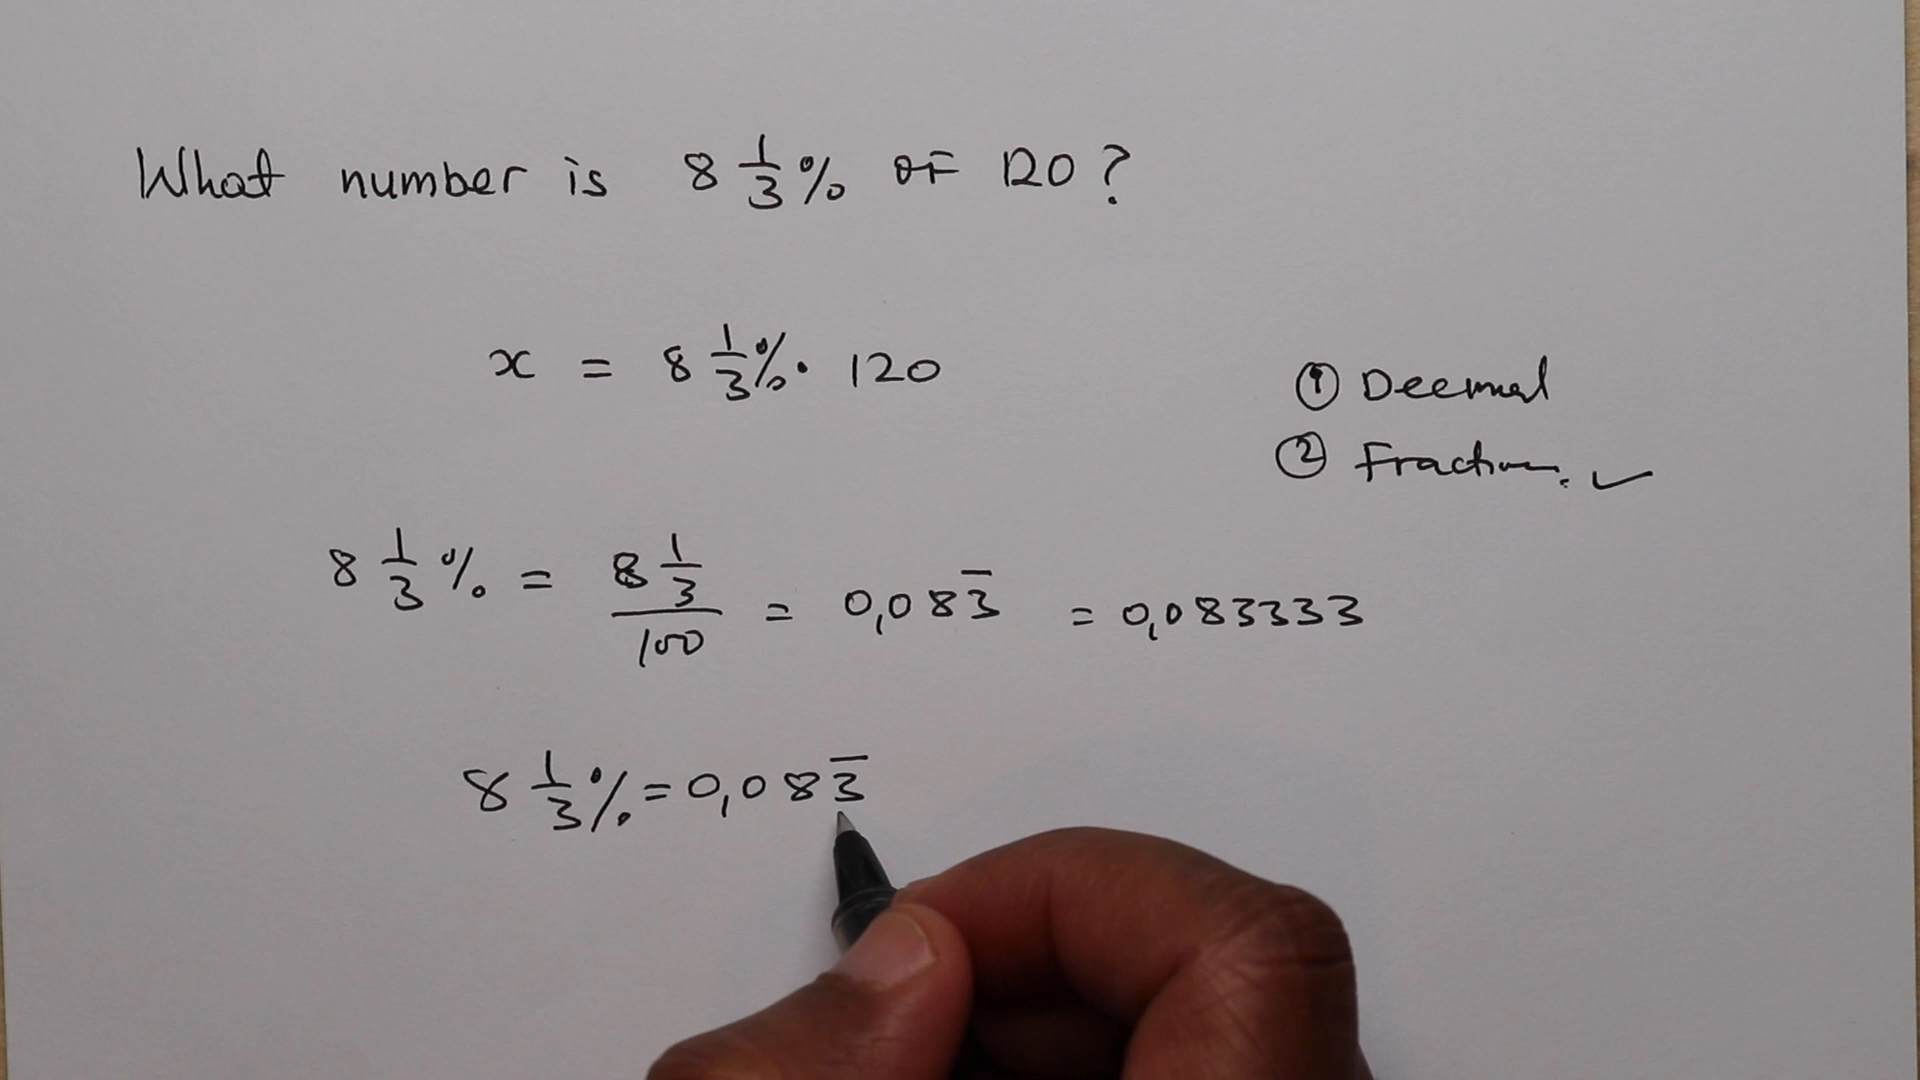 What number is 8 1/3 % of 120?
x = 8 1/3 % · 120
① Decimal
② Fraction. ✓
8 1/3 % = 8 1/3 / 100 = 0,083̅ = 0,083333
8 1/3 % = 0,083̅